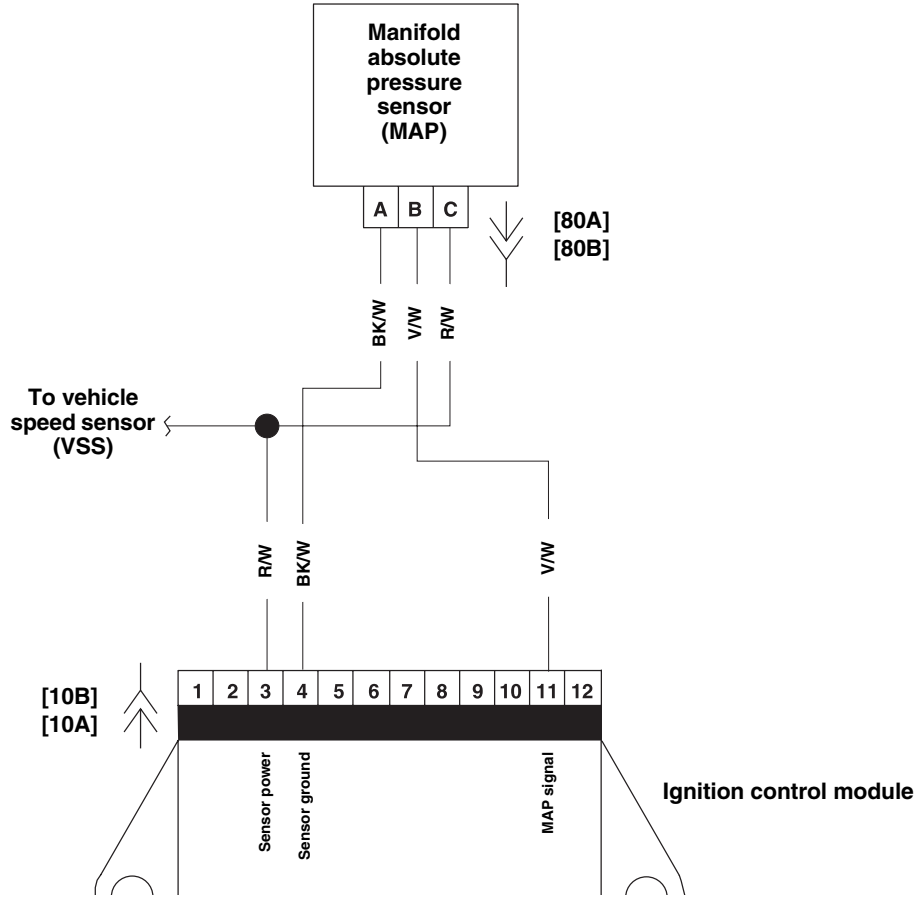 Manifold
absolute
pressure
sensor
(MAP)
A B C
[80A]
[80B]
BK/W
V/W
R/W
To vehicle
speed sensor
(VSS)
R/W
BK/W
V/W
[10B]
[10A]
1 2 3 4 5 6 7 8 9 10 11 12
Sensor power
Sensor ground
MAP signal
Ignition control module